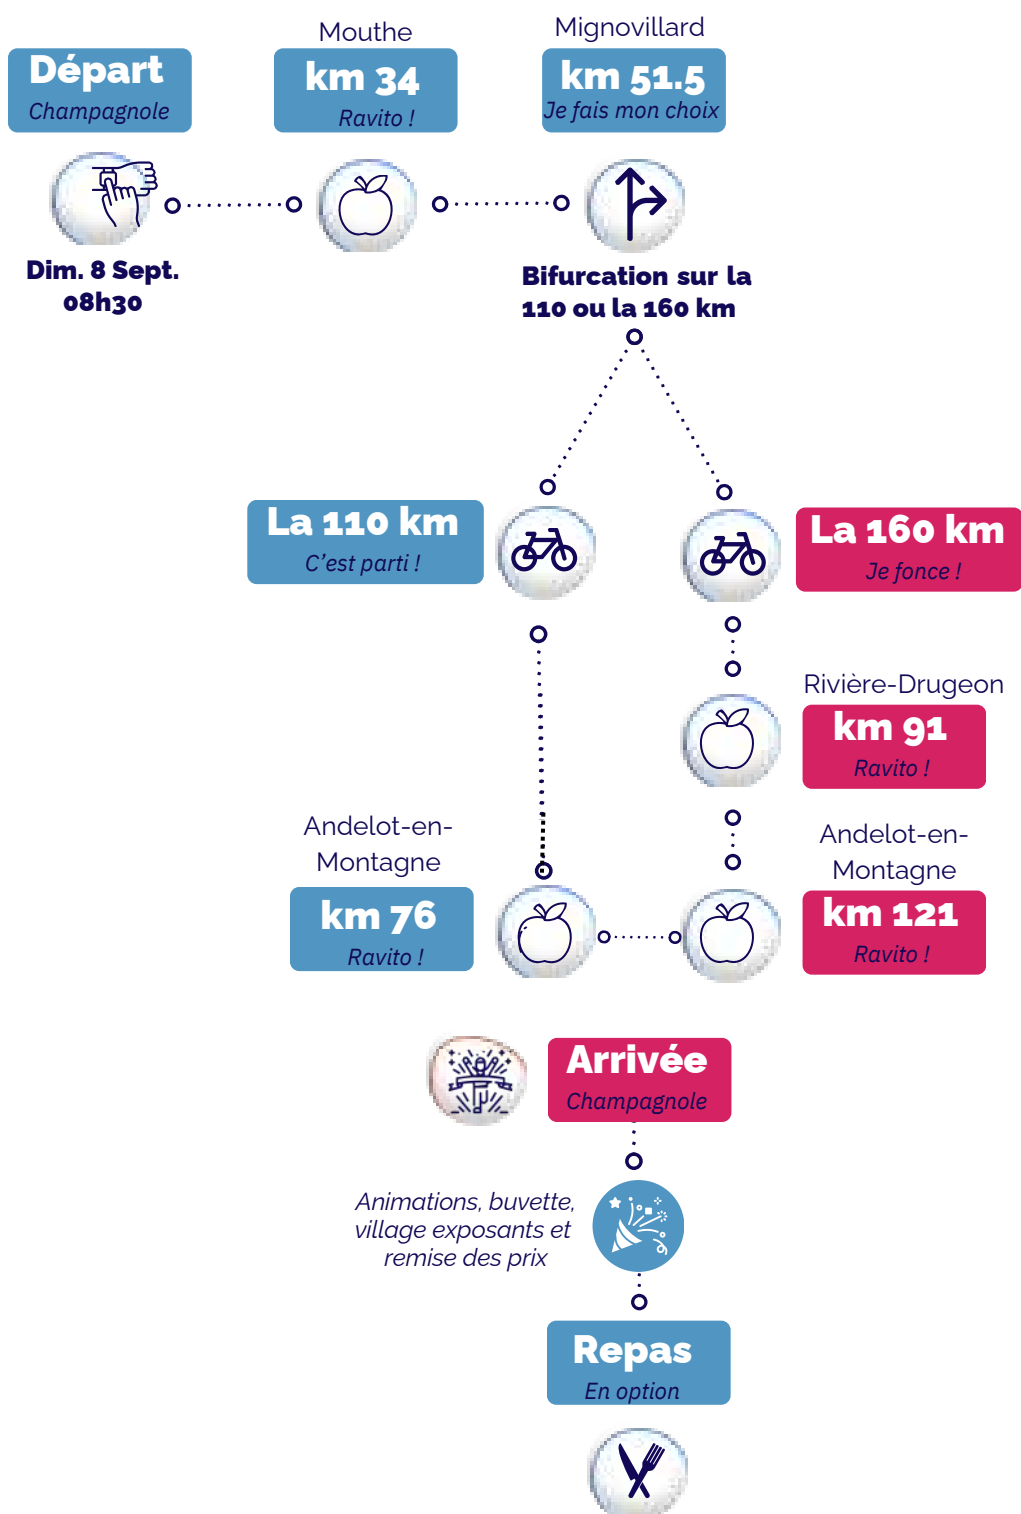 Départ
Champagnole
Dim. 8 Sept.
08h30
Mouthe
km 34
Ravito !
Mignovillard
km 51.5
Je fais mon choix
Bifurcation sur la
110 ou la 160 km
La 110 km
C'est parti !
La 160 km
Je fonce !
Rivière-Drugeon
km 91
Ravito !
Andelot-en-
Montagne
km 76
Ravito !
Andelot-en-
Montagne
km 121
Ravito !
Arrivée
Champagnole
Animations, buvette,
village exposants et
remise des prix
Repas
En option